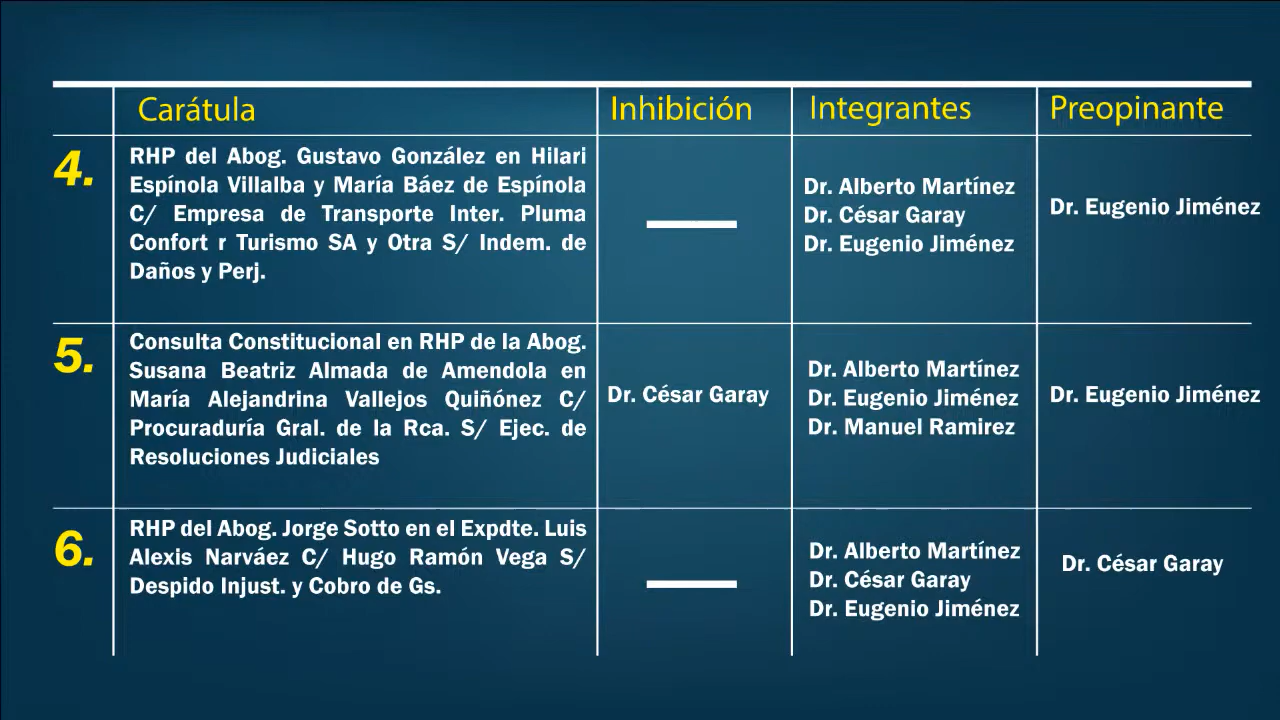 Carátula
Inhibición
Integrantes
Preopinante
4.
RHP del Abog. Gustavo González en Hilari
Espínola Villalba y María Báez de Espínola
C/ Empresa de Transporte Inter. Pluma
Confort r Turismo SA y Otra S/ Indem. de
Daños y Perj.
Dr. Alberto Martínez
Dr. César Garay
Dr. Eugenio Jiménez
Dr. Eugenio Jiménez
5.
Consulta Constitucional en RHP de la Abog.
Susana Beatriz Almada de Amendola en
María Alejandrina Vallejos Quiñónez C/
Procuraduría Gral. de la Rca. S/ Ejec. de
Resoluciones Judiciales
Dr. César Garay
Dr. Alberto Martínez
Dr. Eugenio Jiménez
Dr. Manuel Ramirez
Dr. Eugenio Jiménez
6.
RHP del Abog. Jorge Sotto en el Expdte. Luis
Alexis Narváez C/ Hugo Ramón Vega S/
Despido Injust. y Cobro de Gs.
Dr. Alberto Martínez
Dr. César Garay
Dr. Eugenio Jiménez
Dr. César Garay